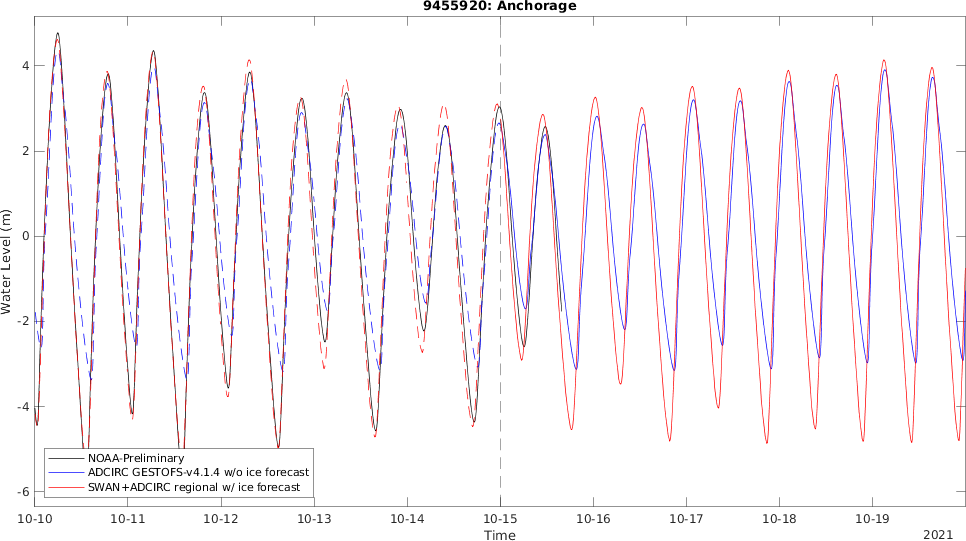 9455920: Anchorage
Water Level (m)
4
2
0
-2
-4
-6
NOAA-Preliminary
ADCIRC GESTOFS-v4.1.4 w/o ice forecast
SWAN+ADCIRC regional w/ ice forecast
10-10 10-11 10-12 10-13 10-14 10-15 10-16 10-17 10-18 10-19
Time
2021